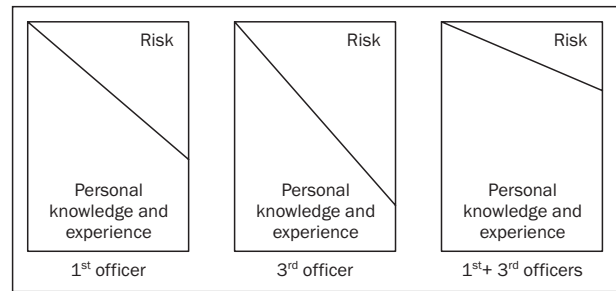 Risk
Personal
knowledge and
experience
1st officer
Risk
Personal
knowledge and
experience
3rd officer
Risk
Personal
knowledge and
experience
1st+ 3rd officers